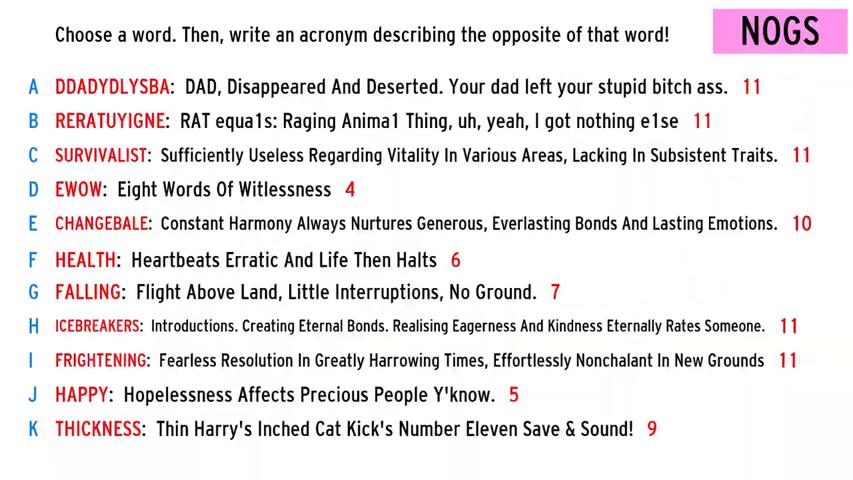 Choose a word. Then, write an acronym describing the opposite of that word! NOGS
A DDADYDLYSBA: DAD, Disappeared And Deserted. Your dad left your stupid bitch ass. 11
B RERATUYIGNE: RAT equa1s: Raging Anima1 Thing, uh, yeah, I got nothing e1se 11
C SURVIVALIST: Sufficiently Useless Regarding Vitality In Various Areas, Lacking In Subsistent Traits. 11
D EWOW: Eight Words Of Witlessness 4
E CHANGEBALE: Constant Harmony Always Nurtures Generous, Everlasting Bonds And Lasting Emotions. 10
F HEALTH: Heartbeats Erratic And Life Then Halts 6
G FALLING: Flight Above Land, Little Interruptions, No Ground. 7
H ICEBREAKERS: Introductions. Creating Eternal Bonds. Realising Eagerness And Kindness Eternally Rates Someone. 11
I FRIGHTENING: Fearless Resolution In Greatly Harrowing Times, Effortlessly Nonchalant In New Grounds 11
J HAPPY: Hopelessness Affects Precious People Y'know. 5
K THICKNESS: Thin Harry's Inched Cat Kick's Number Eleven Save & Sound! 9